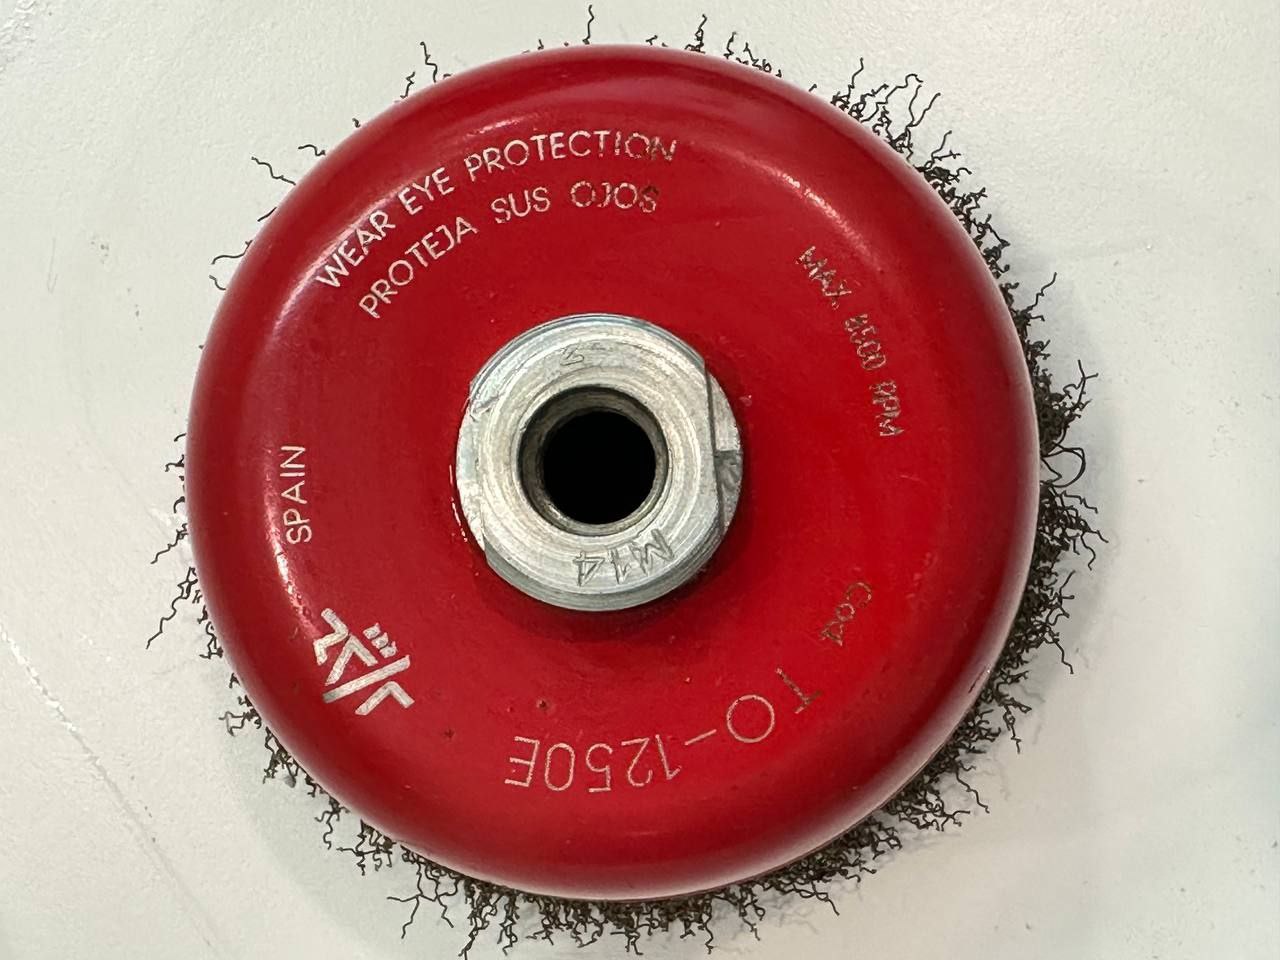 WEAR EYE PROTECTION
PROTEJA SUS OJOS
MAX. 8500 RPM
Cod TO-1250E
SPAIN
M14